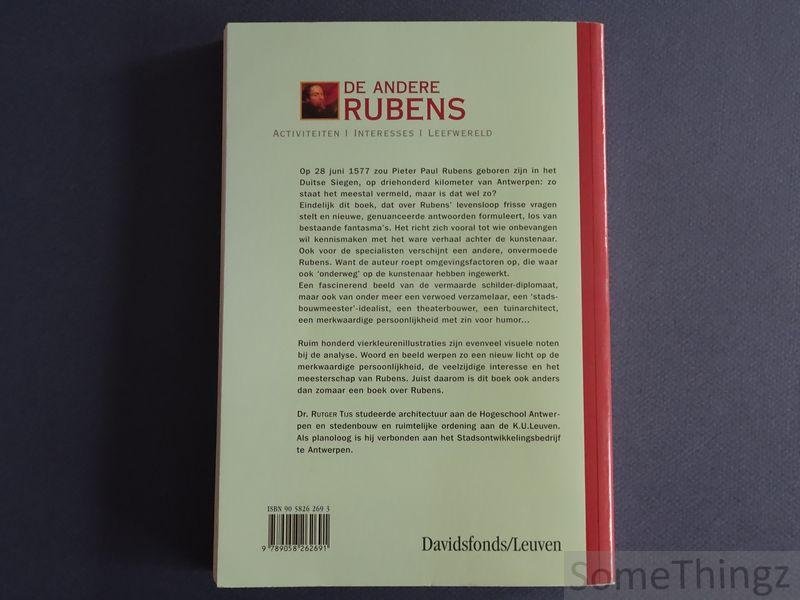 DE ANDERE
RUBENS
ACTIVITEITEN | INTERESSES | LEEFWERELD
Op 28 juni 1577 zou Pieter Paul Rubens geboren zijn in het
Duitse Siegen, op driehonderd kilometer van Antwerpen: zo
staat het meestal vermeld, maar is dat wel zo?
Eindelijk dit boek, dat over Rubens' levensloop frisse vragen
stelt en nieuwe, genuanceerde antwoorden formuleert, los van
bestaande fantasma's. Het richt zich vooral tot wie onbevangen
wil kennismaken met het ware verhaal achter de kunstenaar.
Ook voor de specialisten verschijnt een andere, onvermoede
Rubens. Want de auteur roept omgevingsfactoren op, die waar
ook 'onderweg' op de kunstenaar hebben ingewerkt.
Een fascinerend beeld van de vermaarde schilder-diplomaat,
maar ook van onder meer een verwoed verzamelaar, een 'stads-
bouwmeester'-idealist, een theaterbouwer, een tuinarchitect,
een merkwaardige persoonlijkheid met zin voor humor...
Ruim honderd vierkleurenillustraties zijn evenveel visuele noten
bij de analyse. Woord en beeld werpen zo een nieuw licht op de
merkwaardige persoonlijkheid, de veelzijdige interesse en het
meesterschap van Rubens. Juist daarom is dit boek ook anders
dan zomaar een boek over Rubens.
Dr. RUTGER TIJS studeerde architectuur aan de Hogeschool Antwer-
pen en stedenbouw en ruimtelijke ordening aan de K.U.Leuven.
Als planoloog is hij verbonden aan het Stadsontwikkelingsbedrijf
te Antwerpen.
ISBN 90 5826 269 3
9 789058 262691
Davidsfonds/Leuven
SomeThingz